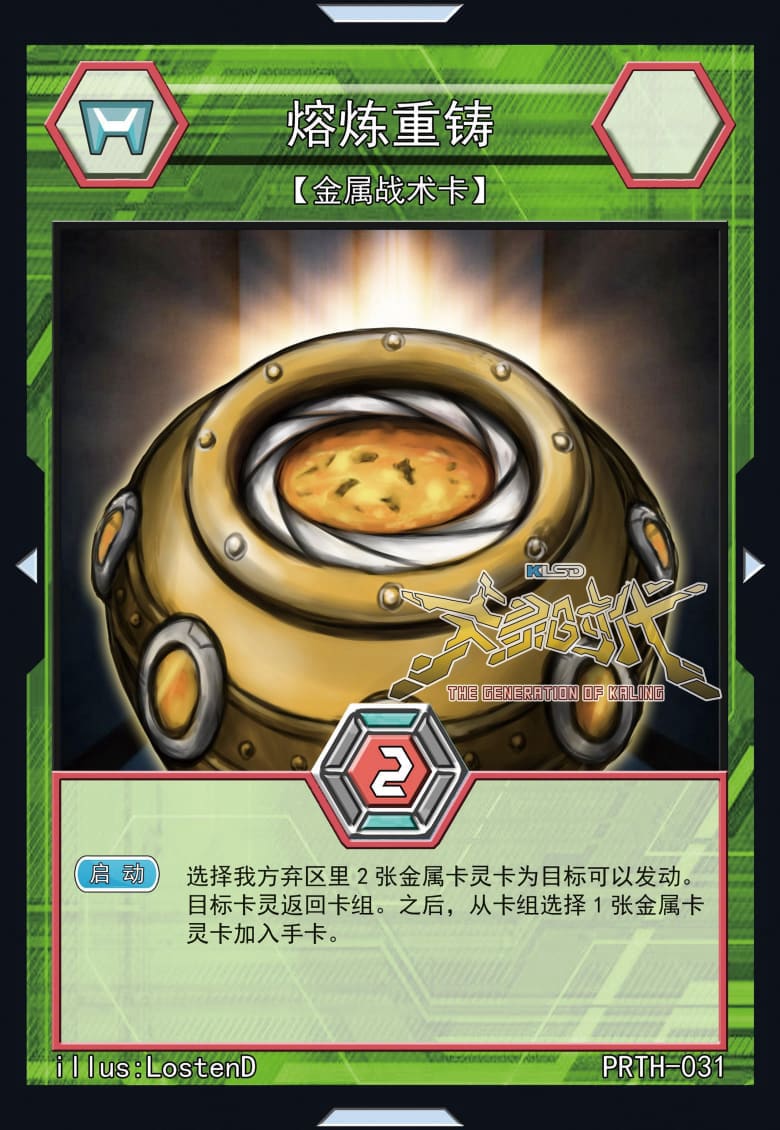 熔炼重铸
【金属战术卡】
KLSD
卡灵时代
THE GENERATION OF KALING
2
启动
选择我方弃区里2张金属卡灵卡为目标可以发动。
目标卡灵返回卡组。之后，从卡组选择1张金属卡
灵卡加入手卡。
illus:LostenD
PRTH-031